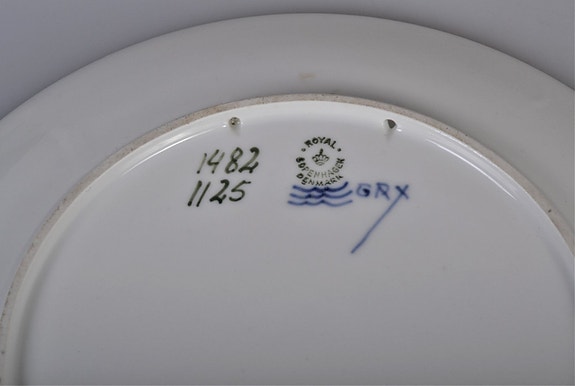 1482
1125
ROYAL
COPENHAGEN
DENMARK
GRX